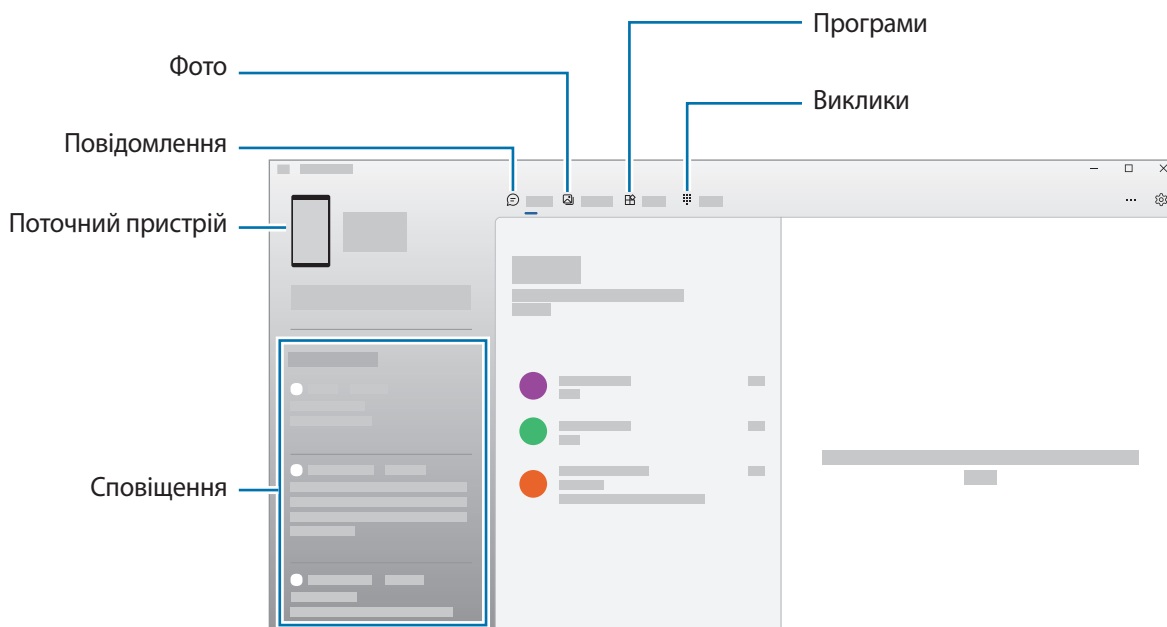 Програми
Фото
Виклики
Повідомлення
Поточний пристрій
Сповіщення